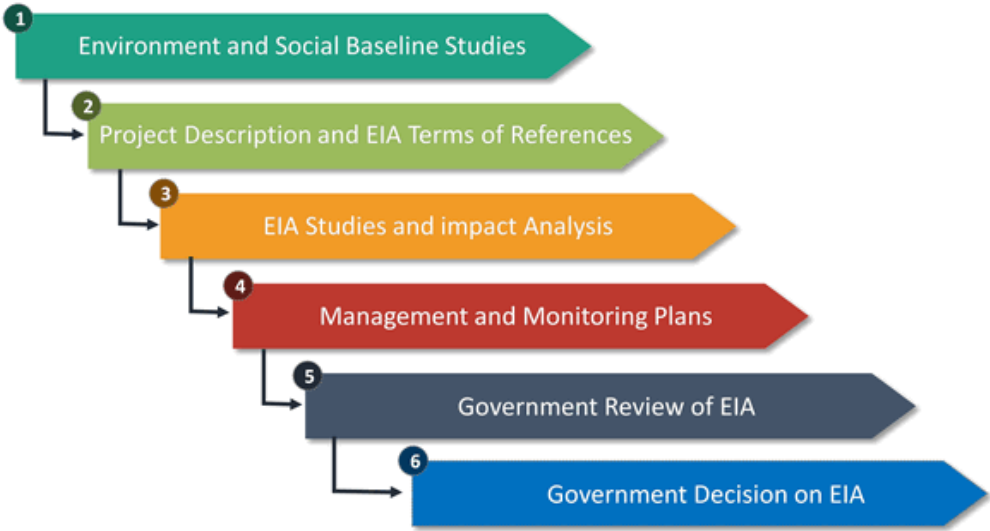 1
Environment and Social Baseline Studies
2
Project Description and EIA Terms of References
3
EIA Studies and impact Analysis
4
Management and Monitoring Plans
5
Government Review of EIA
6
Government Decision on EIA